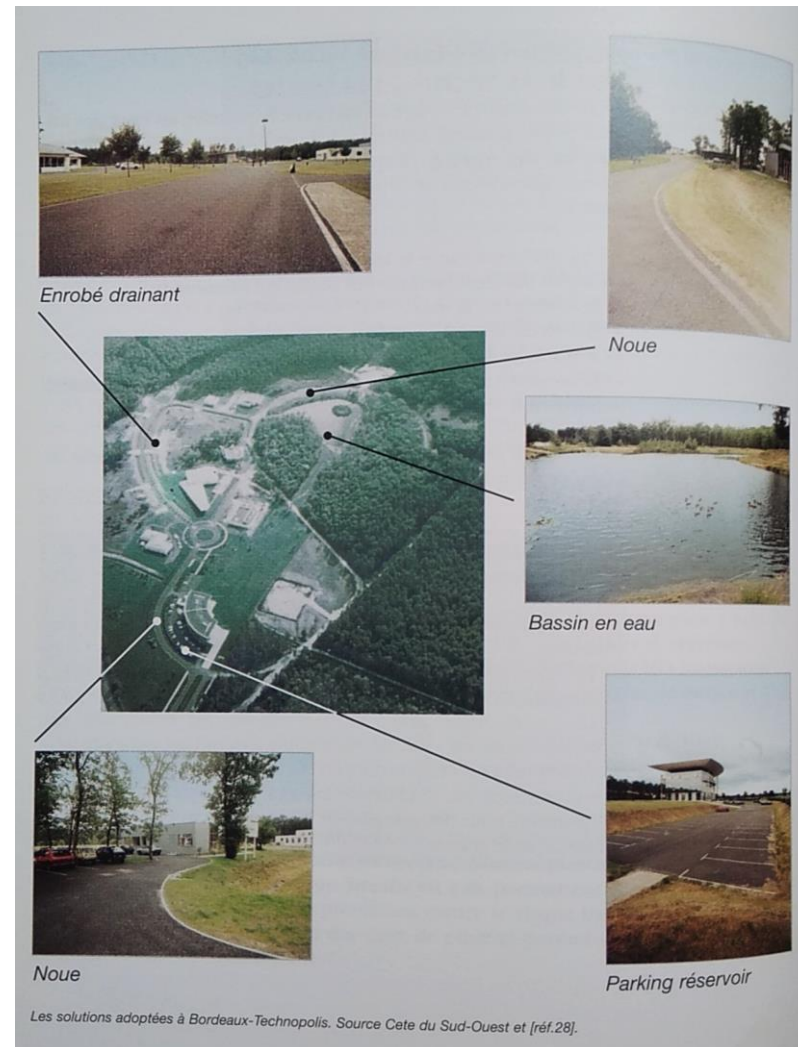 Enrobé drainant
Noue
Bassin en eau
Noue
Parking réservoir
Les solutions adoptées à Bordeaux-Technopolis. Source Cete du Sud-Ouest et [réf.28].